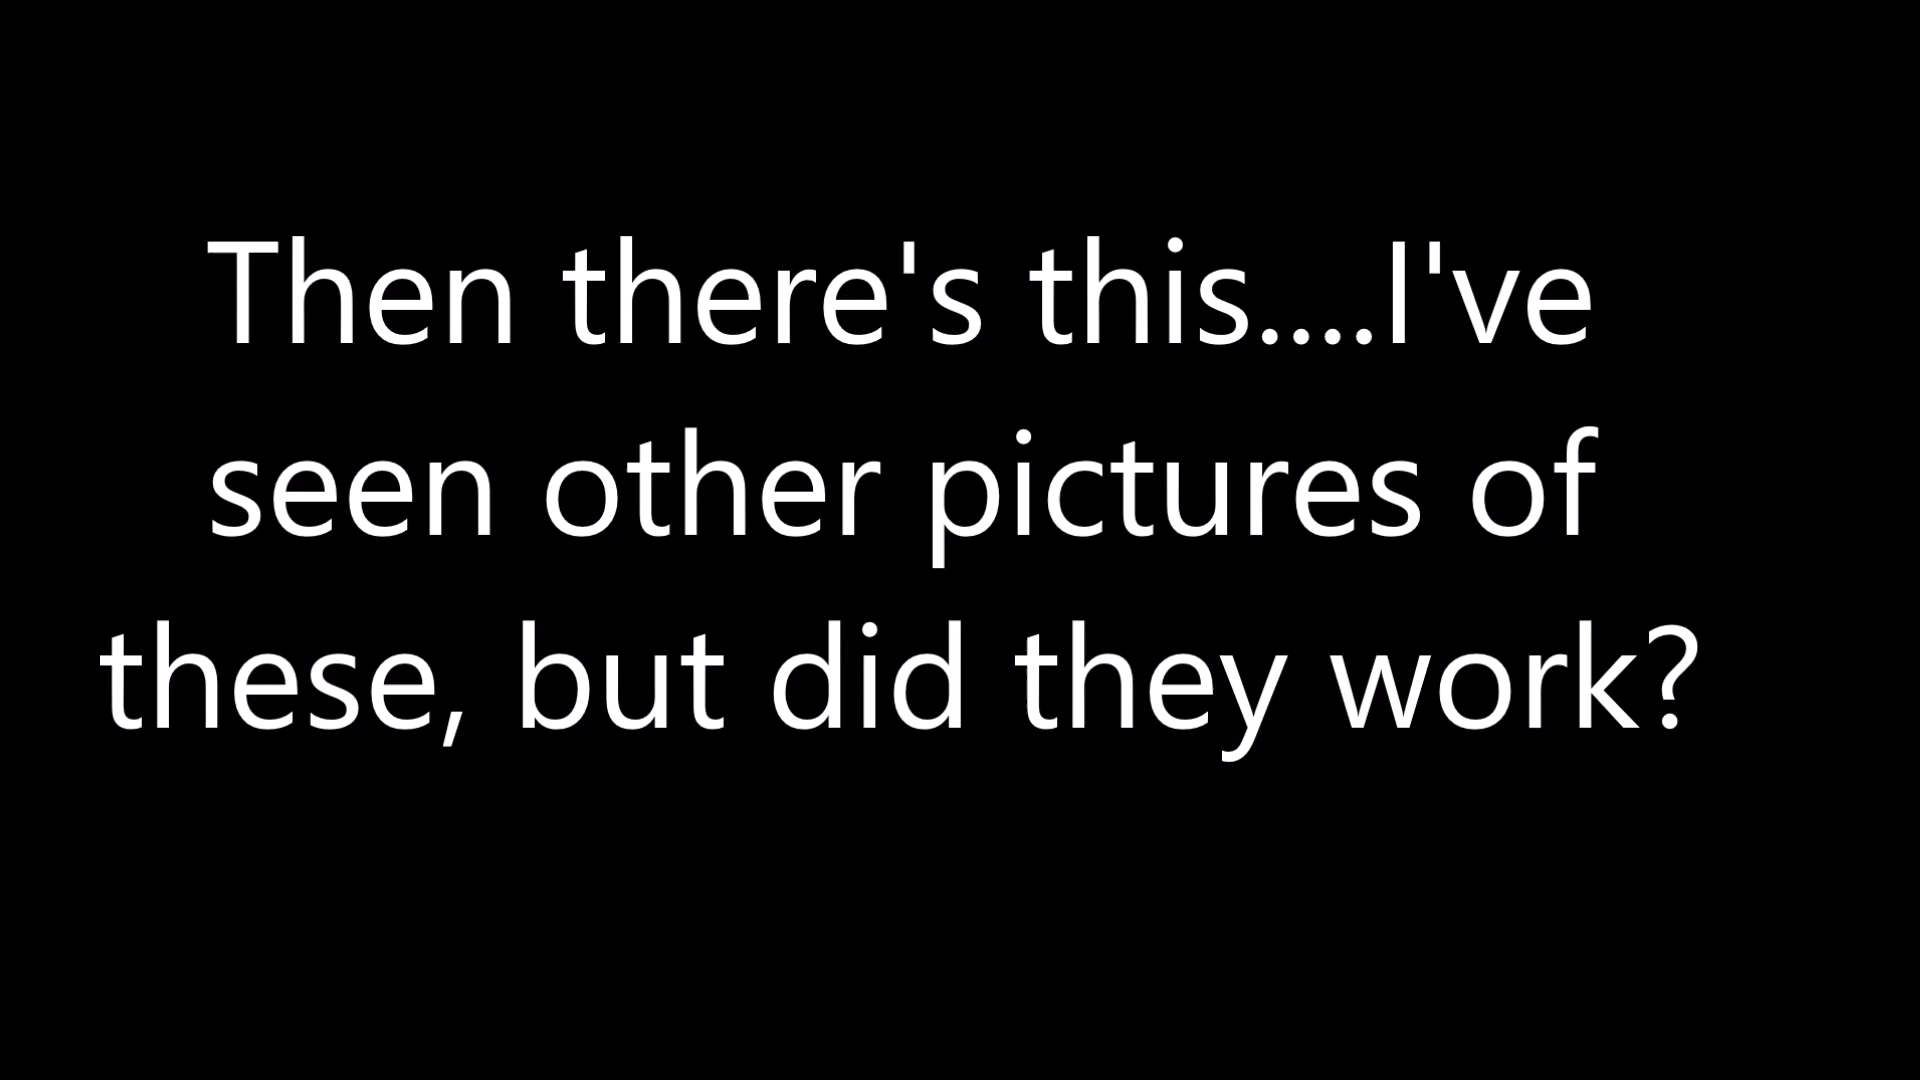 Then there's this....I've
seen other pictures of
these, but did they work?